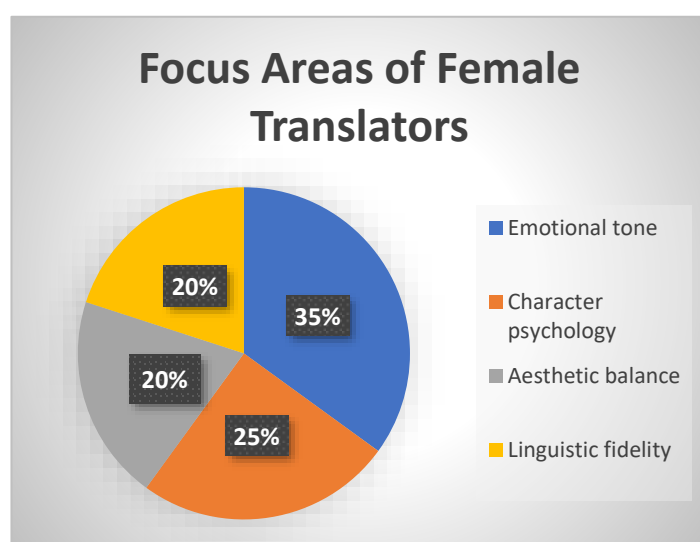 Focus Areas of Female
Translators
20%
35%
20%
25%
Emotional tone
Character
psychology
Aesthetic balance
Linguistic fidelity